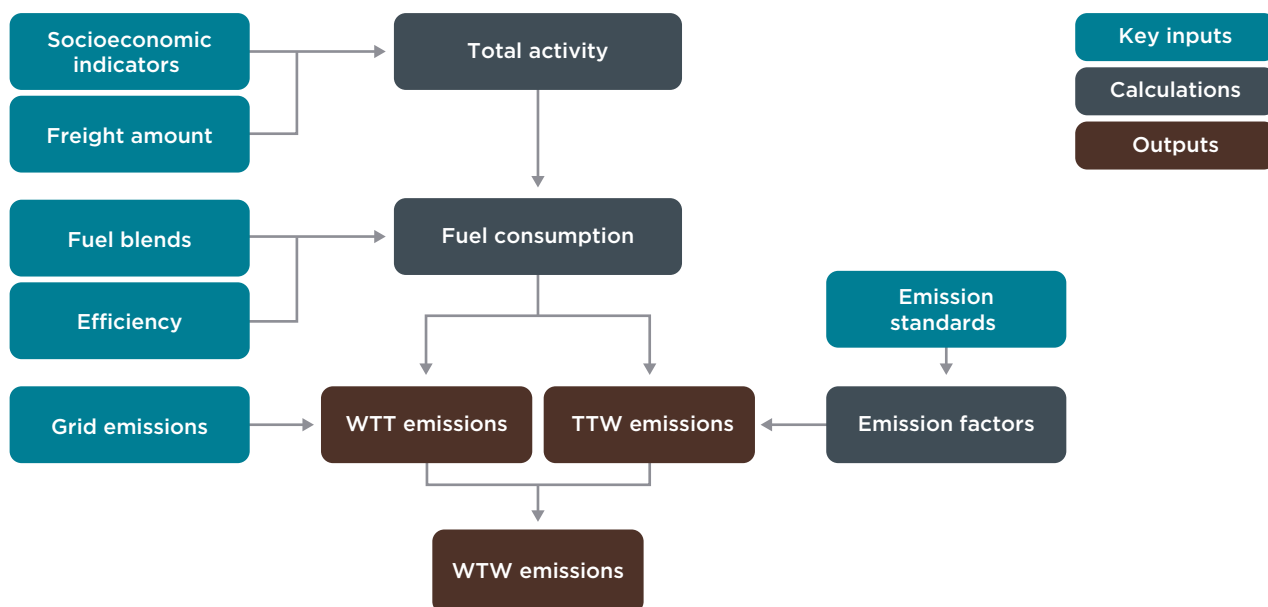 Socioeconomic
indicators
Total activity
Key inputs
Calculations
Freight amount
Outputs
Fuel blends
Fuel consumption
Efficiency
Emission
standards
Grid emissions
WTT emissions
TTW emissions
Emission factors
WTW emissions